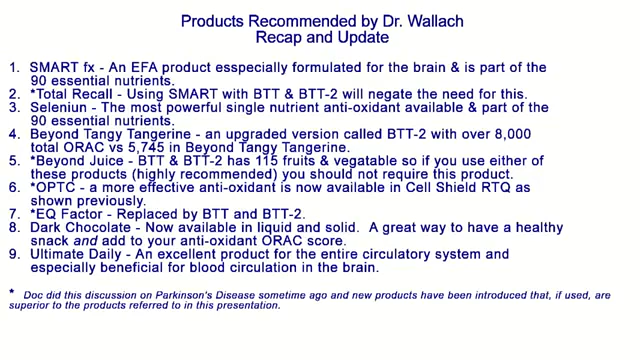 Products Recommended by Dr. Wallach
Recap and Update
1. SMART fx - An EFA product esspecially formulated for the brain & is part of the
90 essential nutrients.
2. *Total Recall - Using SMART with BTT & BTT-2 will negate the need for this.
3. Seleniun - The most powerful single nutrient anti-oxidant available & part of the
90 essential nutrients.
4. Beyond Tangy Tangerine - an upgraded version called BTT-2 with over 8,000
total ORAC vs 5,745 in Beyond Tangy Tangerine.
5. *Beyond Juice - BTT & BTT-2 has 115 fruits & vegatable so if you use either of
these products (highly recommended) you should not require this product.
6. *OPTC - a more effective anti-oxidant is now available in Cell Shield RTQ as
shown previously.
7. *EQ Factor - Replaced by BTT and BTT-2.
8. Dark Chocolate - Now available in liquid and solid. A great way to have a healthy
snack and add to your anti-oxidant ORAC score.
9. Ultimate Daily - An excellent product for the entire circulatory system and
especially beneficial for blood circulation in the brain.
* Doc did this discussion on Parkinson's Disease sometime ago and new products have been introduced that, if used, are
superior to the products referred to in this presentation.